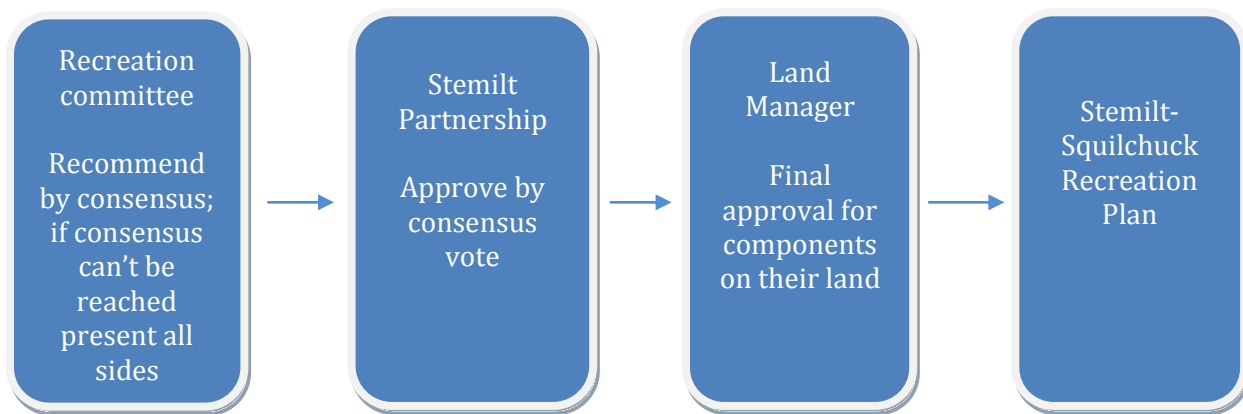 Recreation
committee
Recommend
by consensus;
if consensus
can’t be
reached
present all
sides
Stemilt
Partnership
Approve by
consensus
vote
Land
Manager
Final
approval for
components
on their land
Stemilt-
Squilchuck
Recreation
Plan